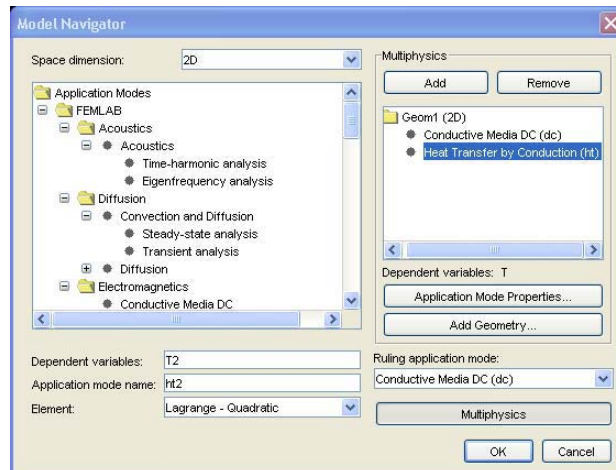 Model Navigator
Space dimension:
2D
Application Modes
FEMLAB
Acoustics
Acoustics
Time-harmonic analysis
Eigenfrequency analysis
Diffusion
Convection and Diffusion
Steady-state analysis
Transient analysis
Diffusion
Electromagnetics
Conductive Media DC
Dependent variables:
T2
Application mode name:
ht2
Element:
Lagrange - Quadratic
Multiphysics
Add
Remove
Geom1 (2D)
Conductive Media DC (dc)
Heat Transfer by Conduction (ht)
Dependent variables: T
Application Mode Properties...
Add Geometry...
Ruling application mode:
Conductive Media DC (dc)
Multiphysics
OK
Cancel